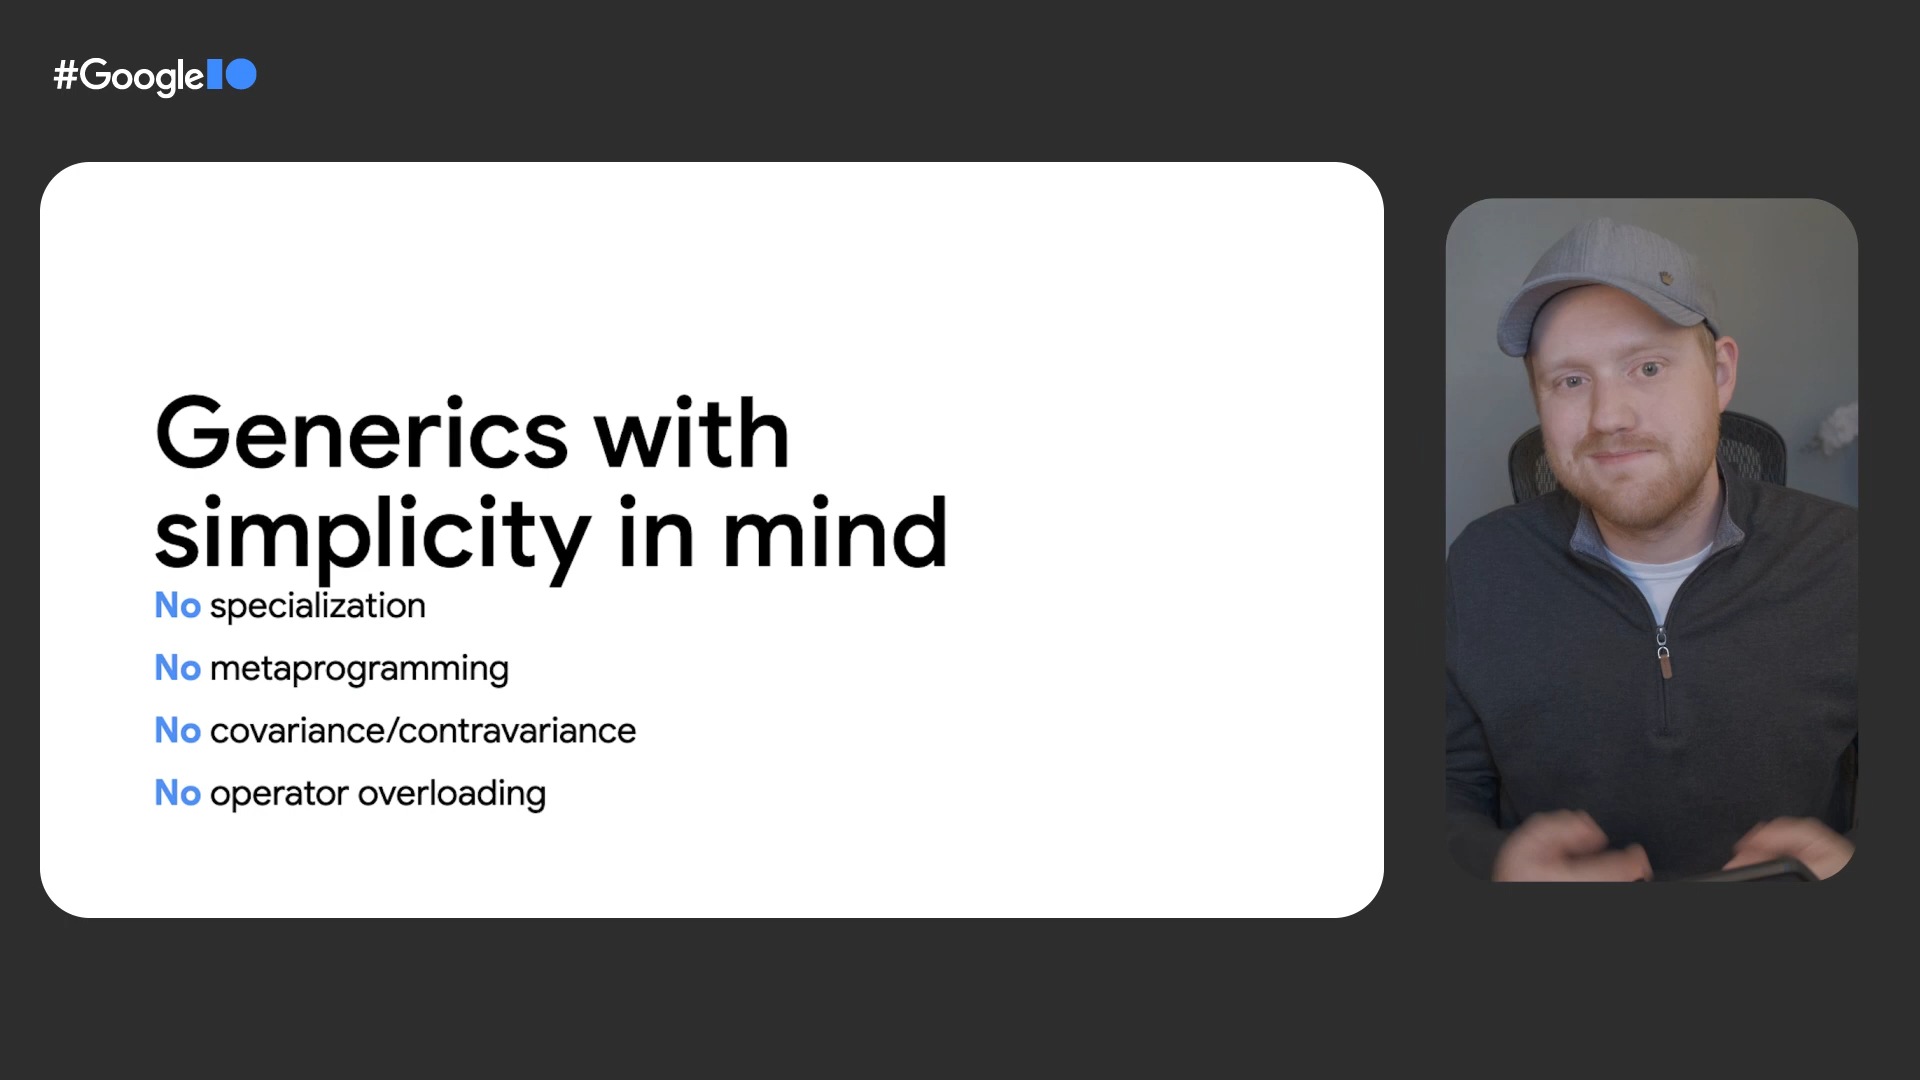 #GoogleIO
Generics with
simplicity in mind
No specialization
No metaprogramming
No covariance/contravariance
No operator overloading